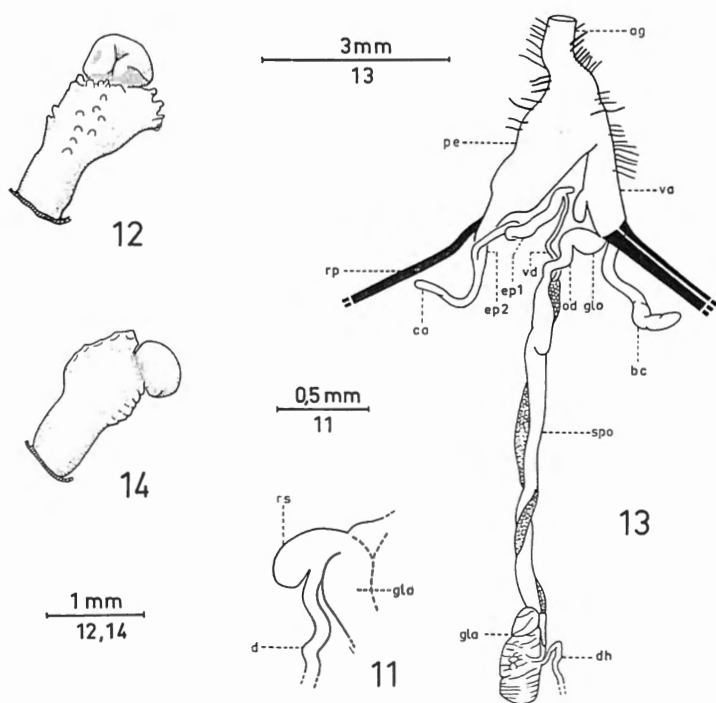 3mm
13
ag
12
pe
va
rp
ca
ep2
ep1
vd
od
glo
bc
14
0,5 mm
11
spo
13
rs
1 mm
12,14
gla
d
11
gla
dh